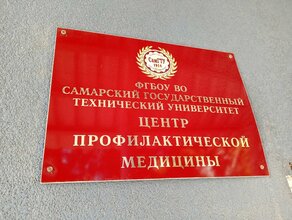 СамГТУ
1914
ФГБОУ ВО
САМАРСКИЙ ГОСУДАРСТВЕННЫЙ
ТЕХНИЧЕСКИЙ УНИВЕРСИТЕТ
ЦЕНТР
ПРОФИЛАКТИЧЕСКОЙ
МЕДИЦИНЫ